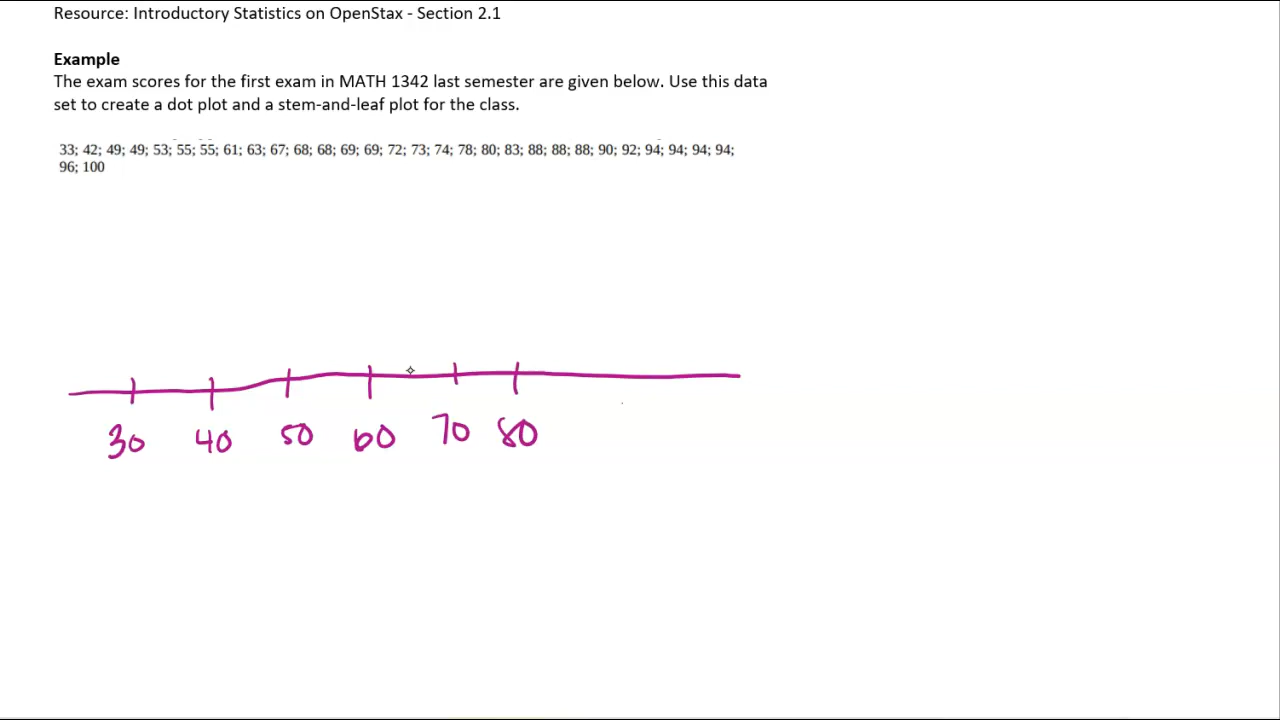 Resource: Introductory Statistics on OpenStax - Section 2.1
Example
The exam scores for the first exam in MATH 1342 last semester are given below. Use this data
set to create a dot plot and a stem-and-leaf plot for the class.
33; 42; 49; 49; 53; 55; 55; 61; 63; 67; 68; 68; 69; 69; 72; 73; 74; 78; 80; 83; 88; 88; 88; 90; 92; 94; 94; 94; 94;
96; 100
30 40 50 60 70 80